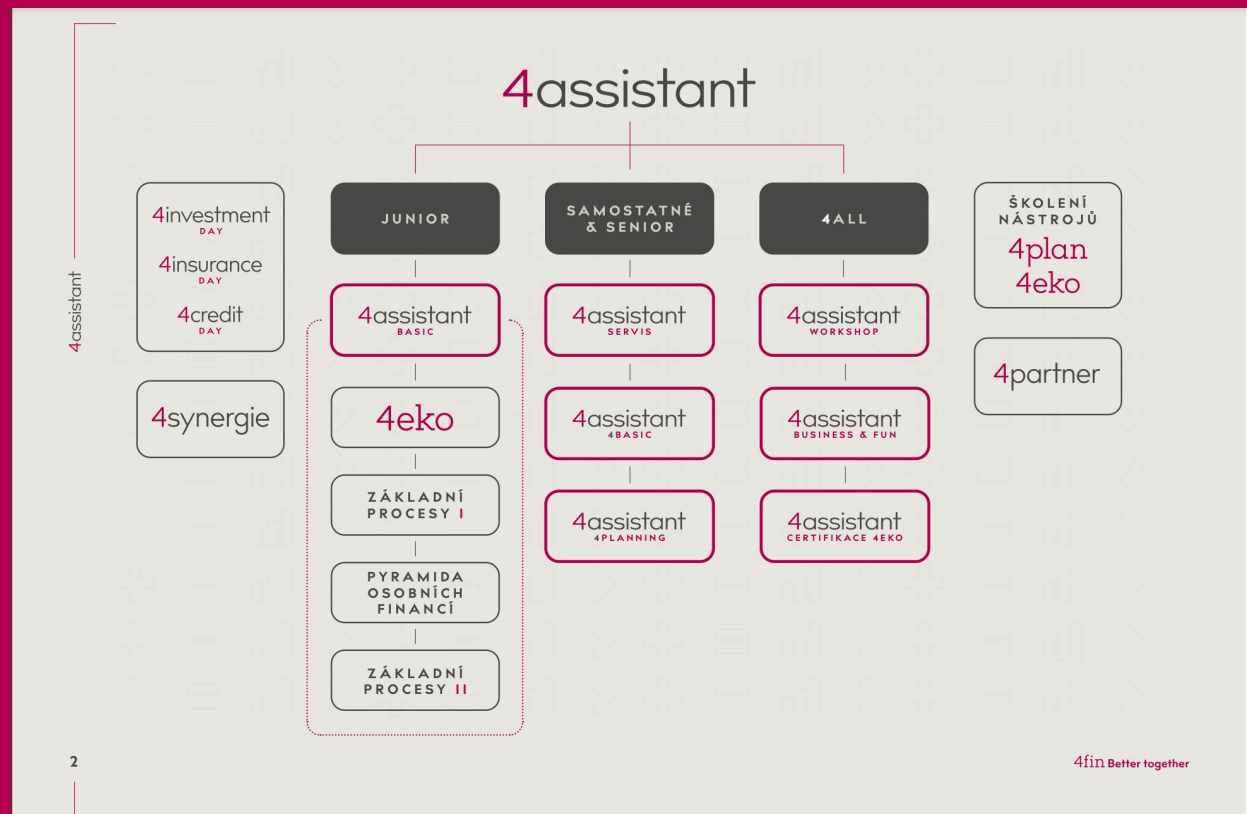 4assistant
4assistant
4investment
DAY
4insurance
DAY
4credit
DAY
4synergie
JUNIOR
4assistant
BASIC
4eko
ZÁKLADNÍ
PROCESY I
PYRAMIDA
OSOBNÍCH
FINANCÍ
ZÁKLADNÍ
PROCESY II
SAMOSTATNÉ
& SENIOR
4assistant
SERVIS
4assistant
4BASIC
4assistant
4PLANNING
4ALL
4assistant
WORKSHOP
4assistant
BUSINESS & FUN
4assistant
CERTIFIKACE 4EKO
ŠKOLENÍ
NÁSTROJŮ
4plan
4eko
4partner
2
4fin Better together